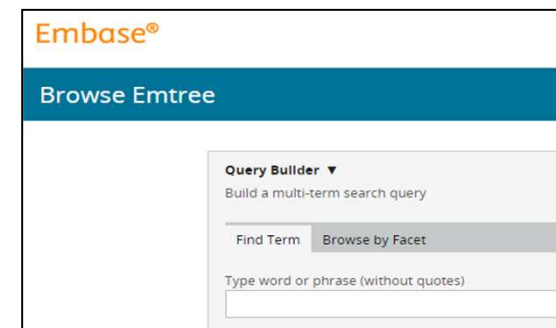 Embase®
Browse Emtree
Query Builder ▼
Build a multi-term search query
Find Term Browse by Facet
Type word or phrase (without quotes)